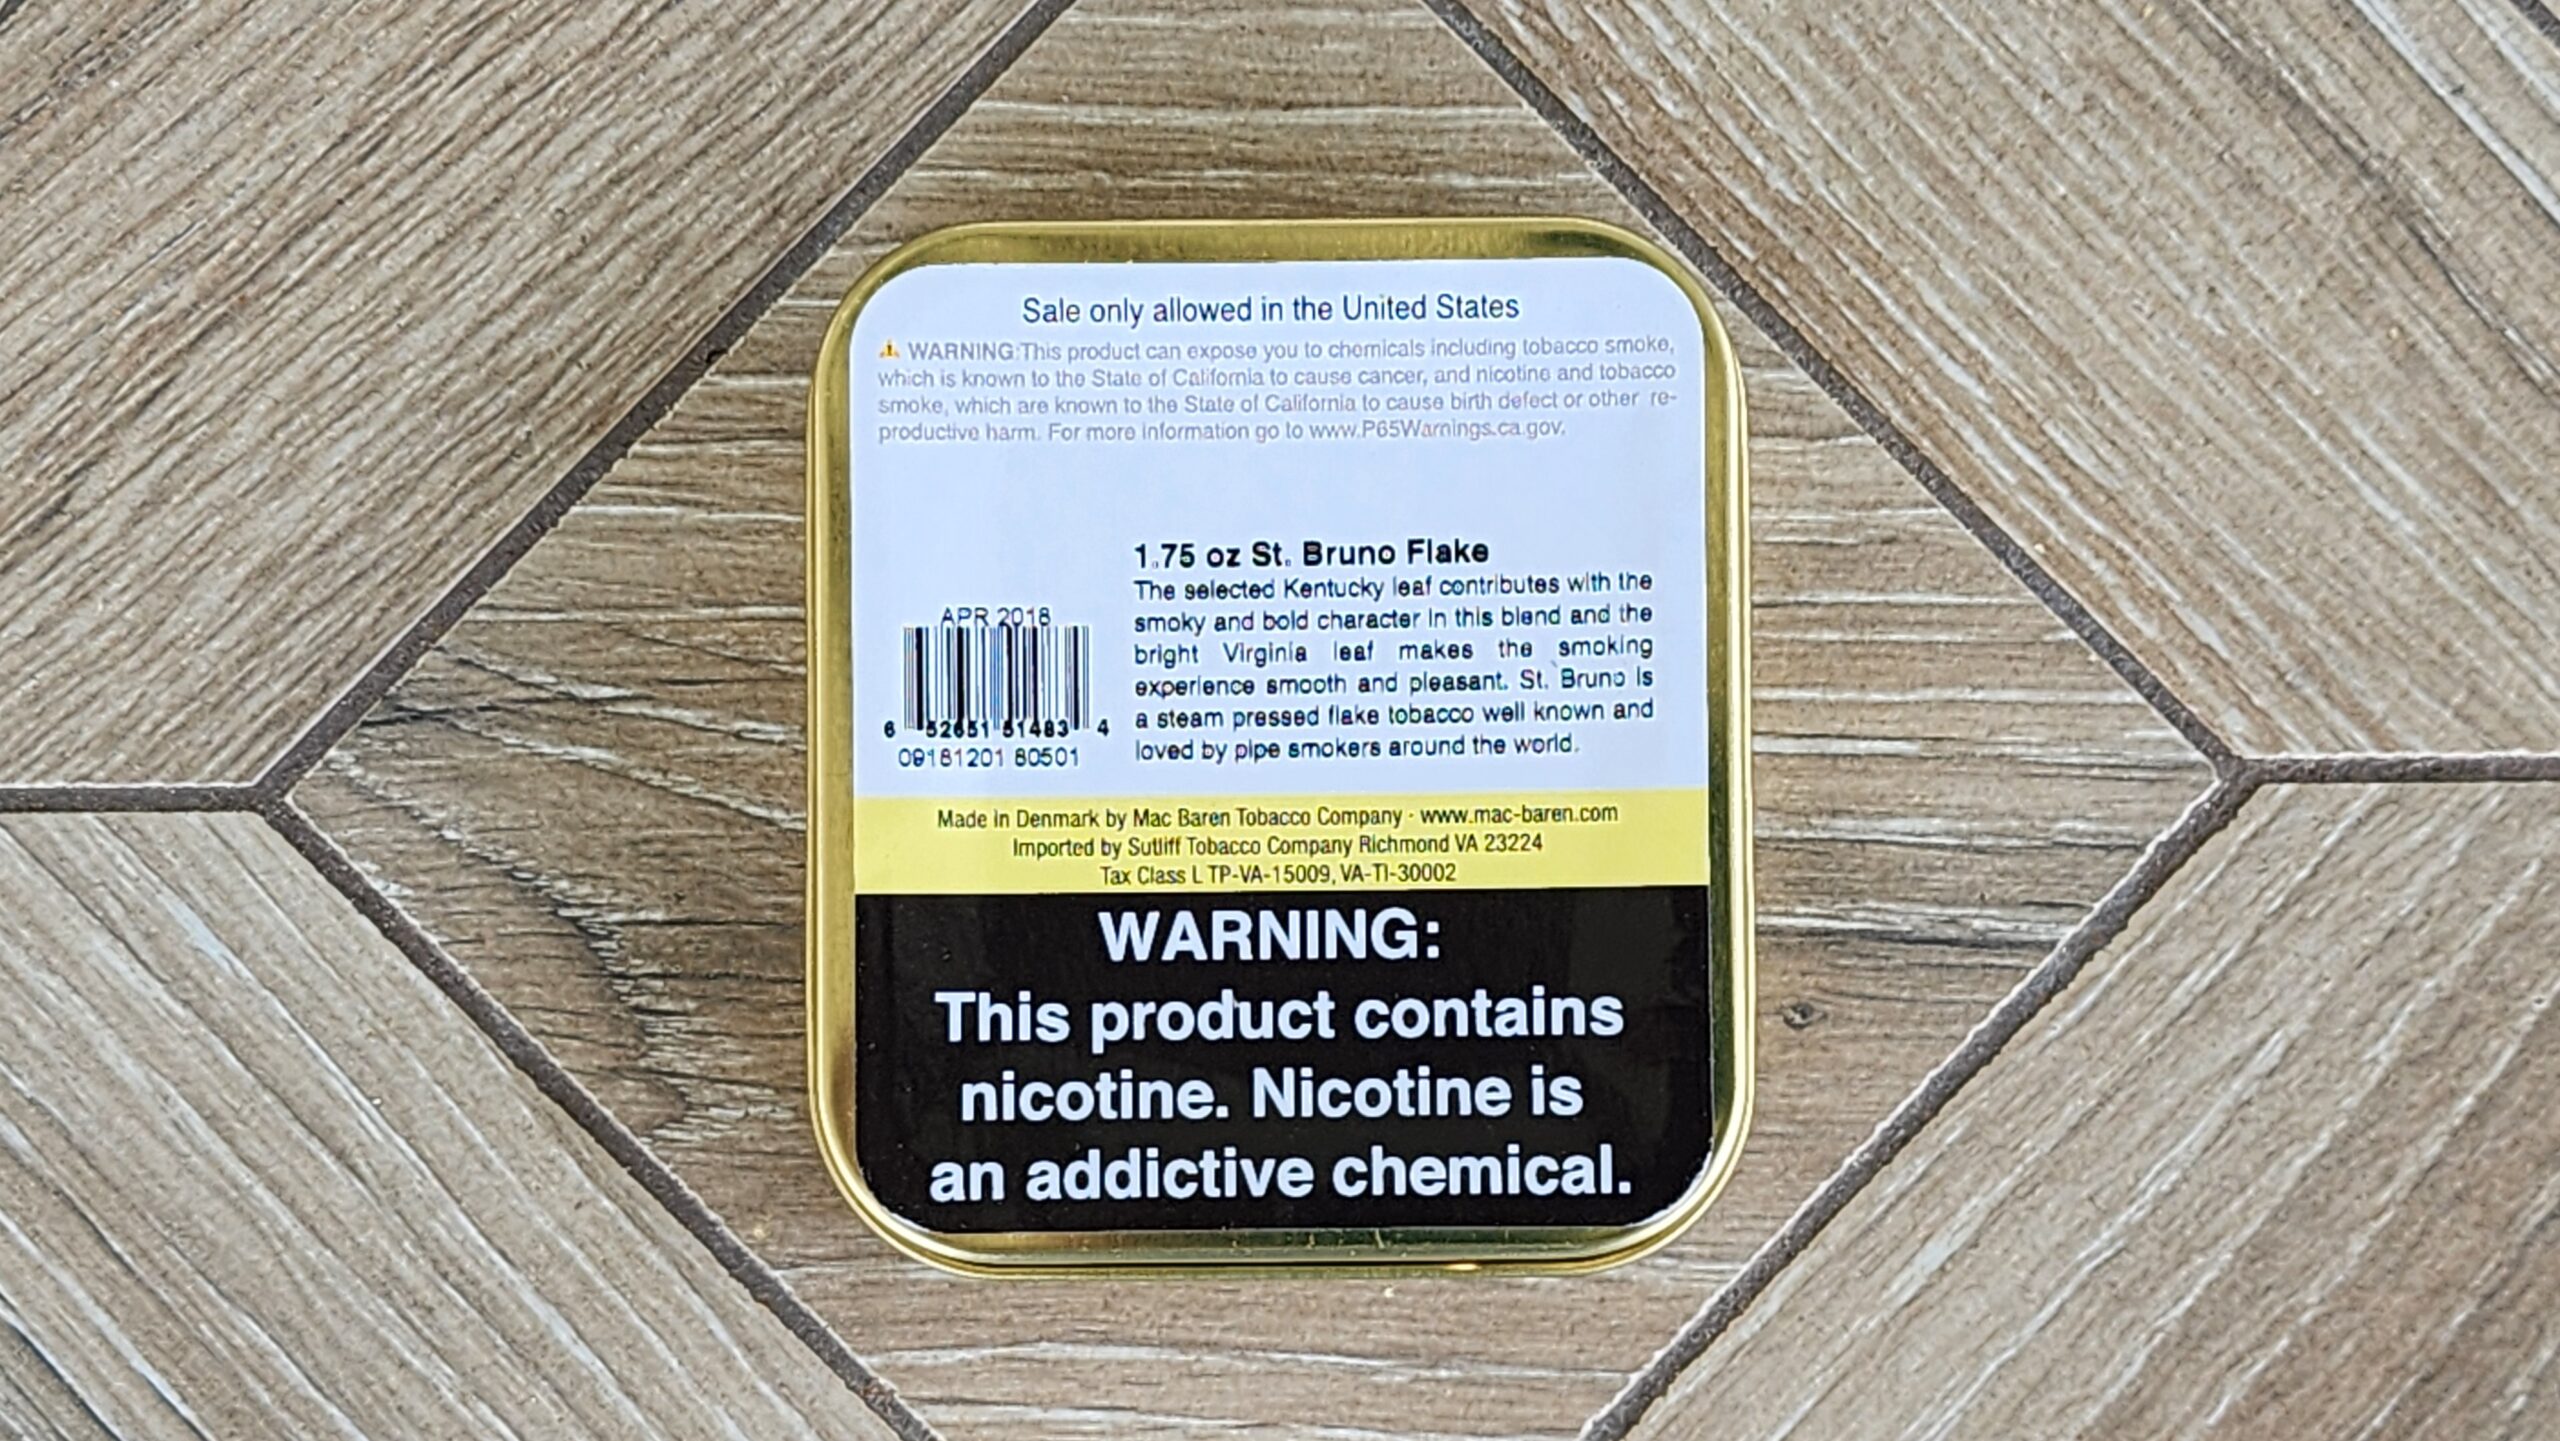 Sale only allowed in the United States
WARNING:This product can expose you to chemicals including tobacco smoke,
which is known to the State of California to cause cancer, and nicotine and tobacco
smoke, which are known to the State of California to cause birth defect or other re-
productive harm. For more information go to www.P65Warnings.ca.gov.
1.75 oz St. Bruno Flake
The selected Kentucky leaf contributes with the
smoky and bold character in this blend and the
bright Virginia leaf makes the smoking
experience smooth and pleasant. St. Bruno is
a steam pressed flake tobacco well known and
loved by pipe smokers around the world.
APR 2018
6 52651 51483 4
09181201 80501
Made in Denmark by Mac Baren Tobacco Company · www.mac-baren.com
Imported by Sutliff Tobacco Company Richmond VA 23224
Tax Class L TP-VA-15009, VA-TI-30002
WARNING:
This product contains
nicotine. Nicotine is
an addictive chemical.